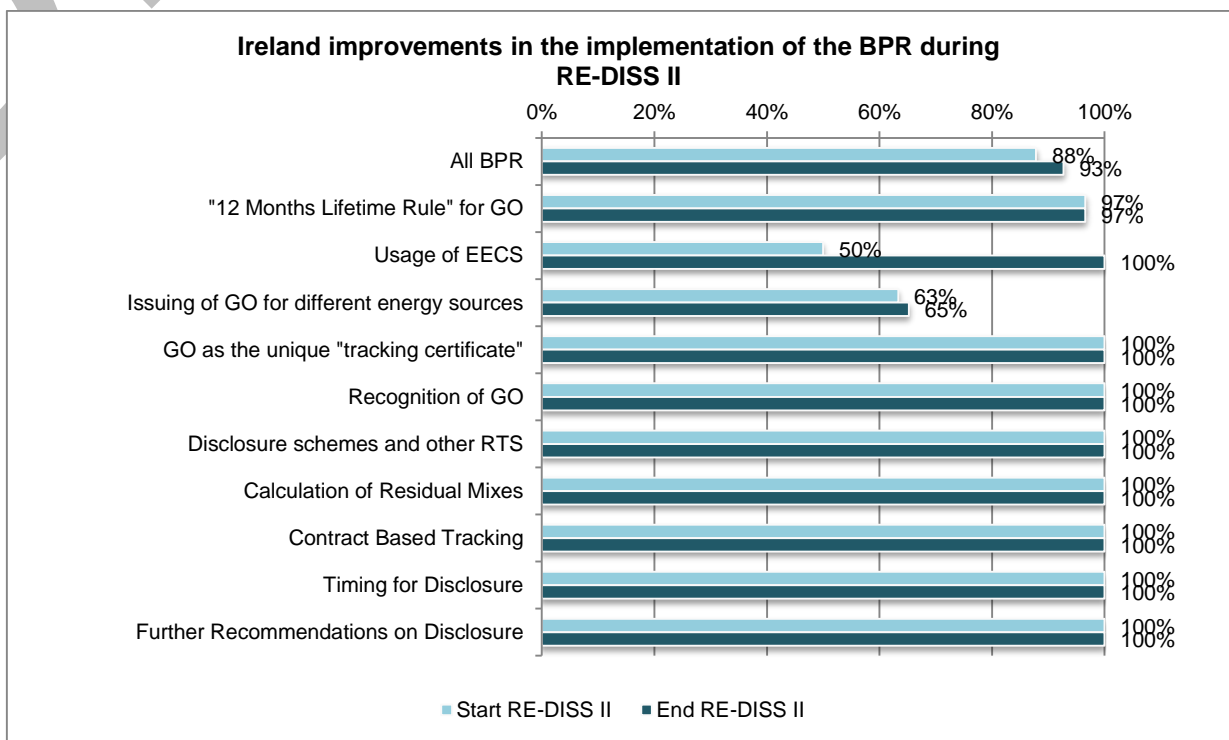 Ireland improvements in the implementation of the BPR during
RE-DISS II
0% 20% 40% 60% 80% 100%
All BPR 88%
93%
"12 Months Lifetime Rule" for GO 97%
97%
Usage of EECS 50%
100%
Issuing of GO for different energy sources 63%
65%
GO as the unique "tracking certificate" 100%
100%
Recognition of GO 100%
100%
Disclosure schemes and other RTS 100%
100%
Calculation of Residual Mixes 100%
100%
Contract Based Tracking 100%
100%
Timing for Disclosure 100%
100%
Further Recommendations on Disclosure 100%
100%
Start RE-DISS II End RE-DISS II